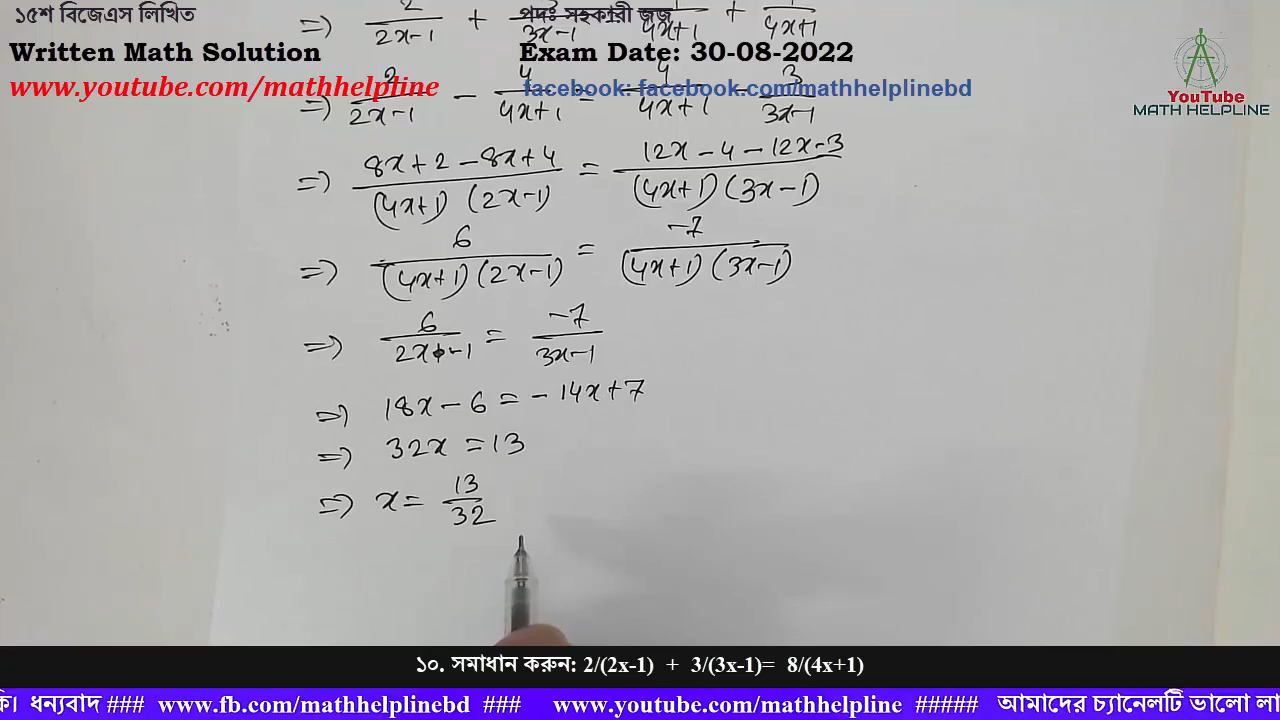 ১৫শ বিজেএস লিখিত
পদঃ সহকারী জজ
=> 2/(2x-1) + /(3x-1) /(4x+1) + /(4x+1)
Written Math Solution
Exam Date: 30-08-2022
www.youtube.com/mathhelpline
facebook: facebook.com/mathhelplinebd
YouTube
MATH HELPLINE
=> 2/(2x-1) - 4/(4x+1) = 4/(4x+1) - 3/(3x-1)
=> (8x+2-8x+4)/((4x+1)(2x-1)) = (12x-4-12x-3)/((4x+1)(3x-1))
=> 6/((4x+1)(2x-1)) = -7/((4x+1)(3x-1))
=> 6/(2x-1) = -7/(3x-1)
=> 18x-6 = -14x+7
=> 32x = 13
=> x = 13/32
১০. সমাধান করুন: 2/(2x-1) + 3/(3x-1)= 8/(4x+1)
কি। ধন্যবাদ ### www.fb.com/mathhelplinebd ### www.youtube.com/mathhelpline ##### আমাদের চ্যানেলটি ভালো লা